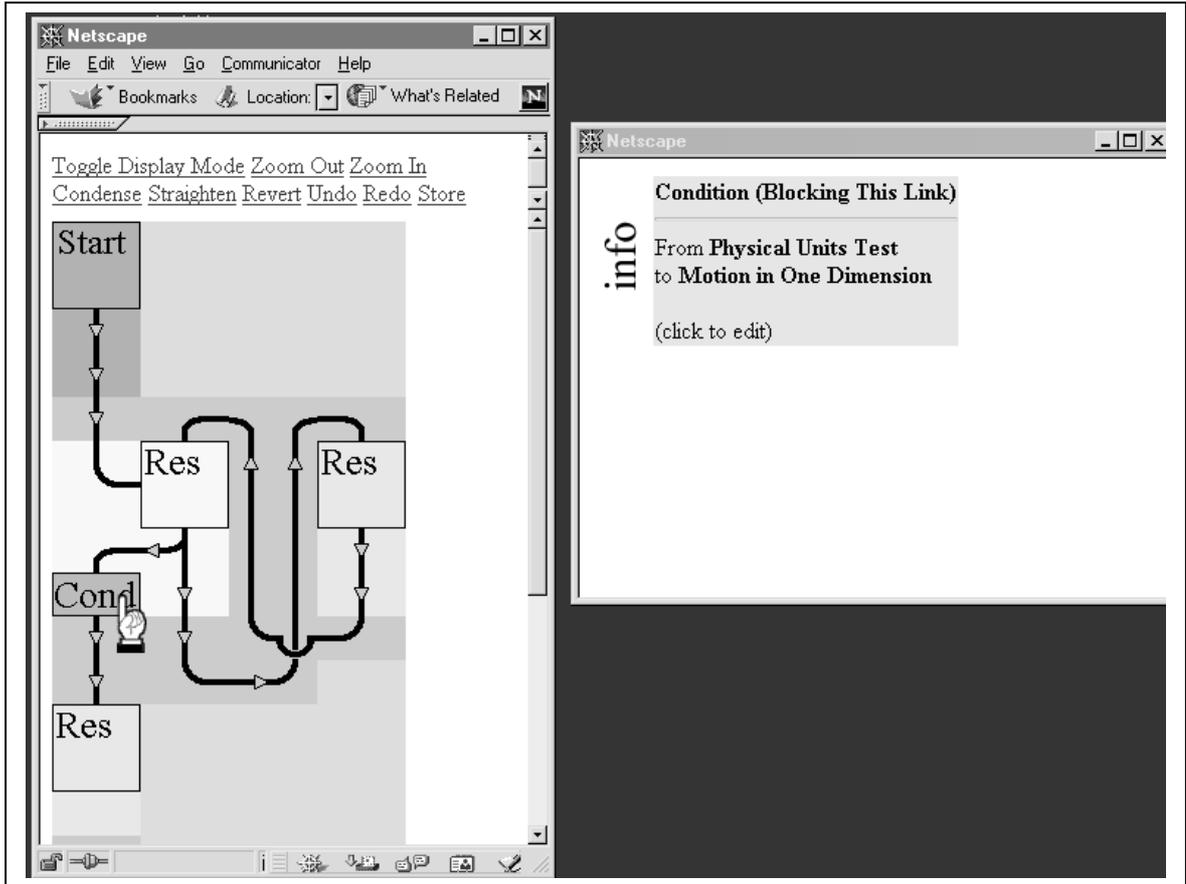 Netscape
File Edit View Go Communicator Help
Bookmarks Location: What's Related N
Toggle Display Mode Zoom Out Zoom In
Condense Straighten Revert Undo Redo Store
Start
Res Res
Cond
Res
Netscape
info
Condition (Blocking This Link)
From Physical Units Test
to Motion in One Dimension
(click to edit)